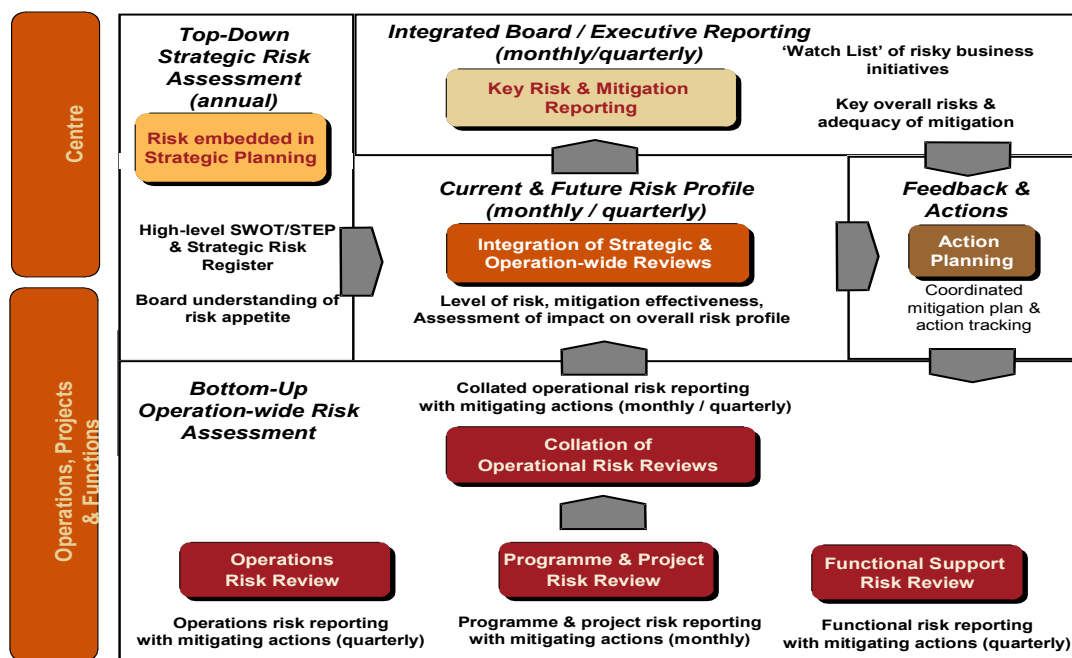 Centre
Top-Down
Strategic Risk
Assessment
(annual)
Risk embedded in
Strategic Planning
High-level SWOT/STEP
& Strategic Risk
Register
Board understanding of
risk appetite
Integrated Board / Executive Reporting
(monthly/quarterly)
Key Risk & Mitigation
Reporting
‘Watch List’ of risky business
initiatives
Key overall risks &
adequacy of mitigation
Current & Future Risk Profile
(monthly / quarterly)
Integration of Strategic &
Operation-wide Reviews
Level of risk, mitigation effectiveness,
Assessment of impact on overall risk profile
Feedback &
Actions
Action
Planning
Coordinated
mitigation plan &
action tracking
Operations, Projects
& Functions
Bottom-Up
Operation-wide Risk
Assessment
Collated operational risk reporting
with mitigating actions (monthly / quarterly)
Collation of
Operational Risk Reviews
Operations
Risk Review
Operations risk reporting
with mitigating actions (quarterly)
Programme & Project
Risk Review
Programme & project risk reporting
with mitigating actions (monthly)
Functional Support
Risk Review
Functional risk reporting
with mitigating actions (quarterly)